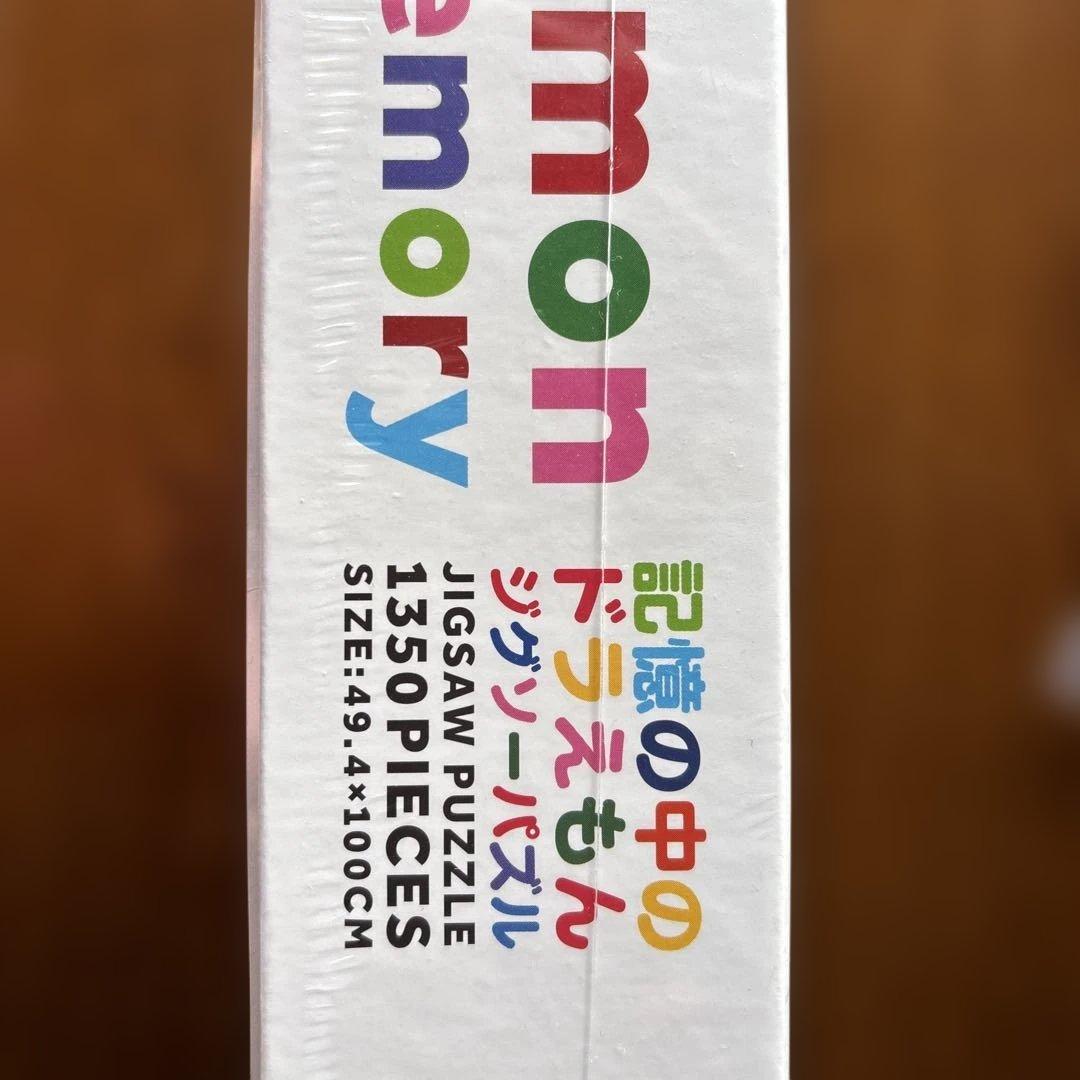 mon
emory
記憶の中の
ドラえもん
ジグソーパズル
JIGSAW PUZZLE
1350PIECES
SIZE:49.4×100CM